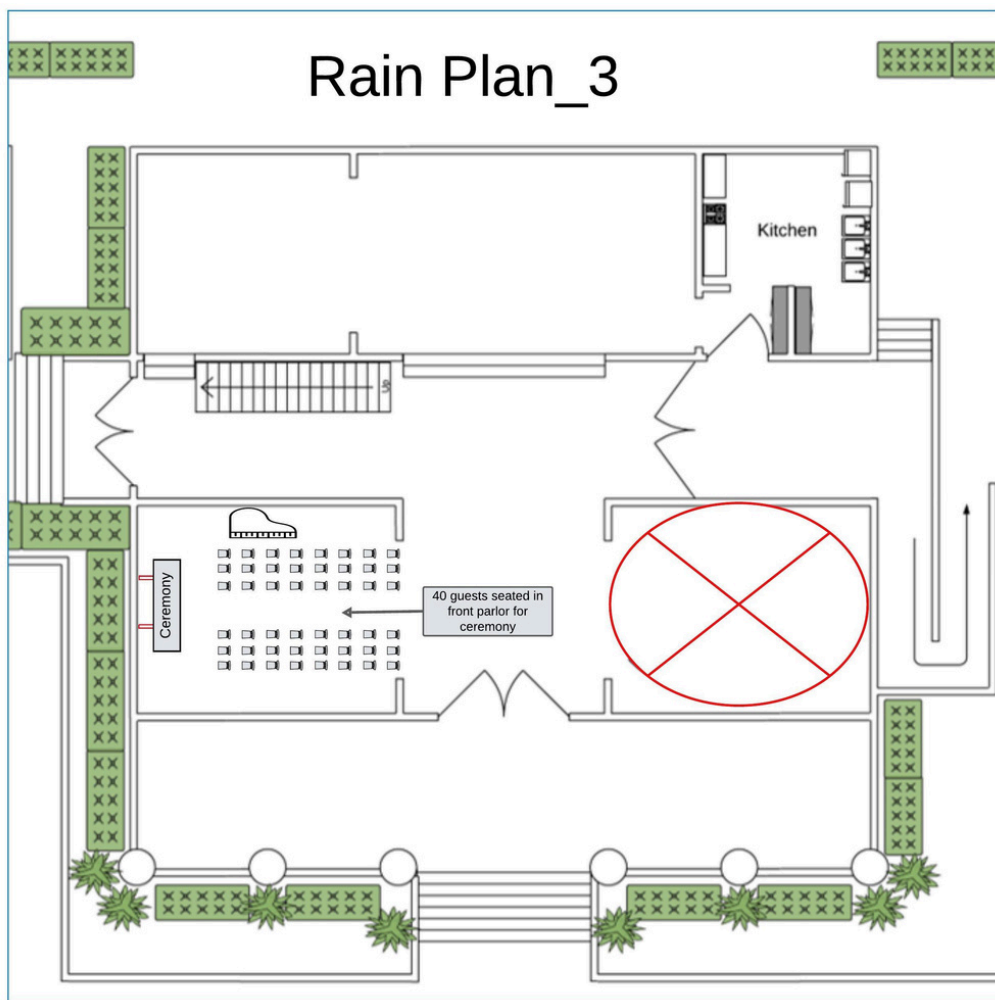 Rain Plan_3
Kitchen
Up
Ceremony
40 guests seated in
front parlor for
ceremony